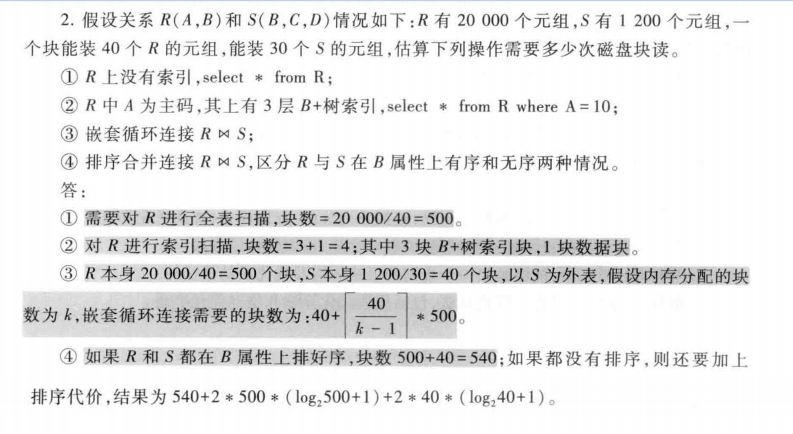 2. 假设关系 R(A,B)和 S(B,C,D)情况如下:R 有 20 000 个元组,S 有 1 200 个元组,一
个块能装 40 个 R 的元组,能装 30 个 S 的元组,估算下列操作需要多少次磁盘块读。
① R 上没有索引,select * from R;
② R 中 A 为主码,其上有 3 层 B+树索引,select * from R where A=10;
③ 嵌套循环连接 R⋈S;
④ 排序合并连接 R⋈S,区分 R 与 S 在 B 属性上有序和无序两种情况。
答:
① 需要对 R 进行全表扫描,块数=20 000/40=500。
② 对 R 进行索引扫描,块数=3+1=4;其中 3 块 B+树索引块,1 块数据块。
③ R 本身 20 000/40=500 个块,S 本身 1 200/30=40 个块,以 S 为外表,假设内存分配的块
数为 k,嵌套循环连接需要的块数为:40+⌈40/(k-1)⌉*500。
④ 如果 R 和 S 都在 B 属性上排好序,块数 500+40=540;如果都没有排序,则还要加上
排序代价,结果为 540+2*500*(log₂500+1)+2*40*(log₂40+1)。